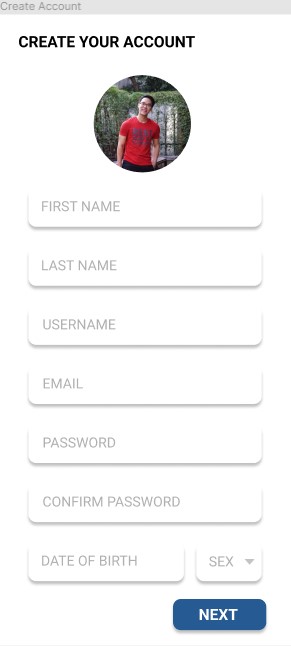 Create Account
CREATE YOUR ACCOUNT
FIRST NAME
LAST NAME
USERNAME
EMAIL
PASSWORD
CONFIRM PASSWORD
DATE OF BIRTH SEX
NEXT